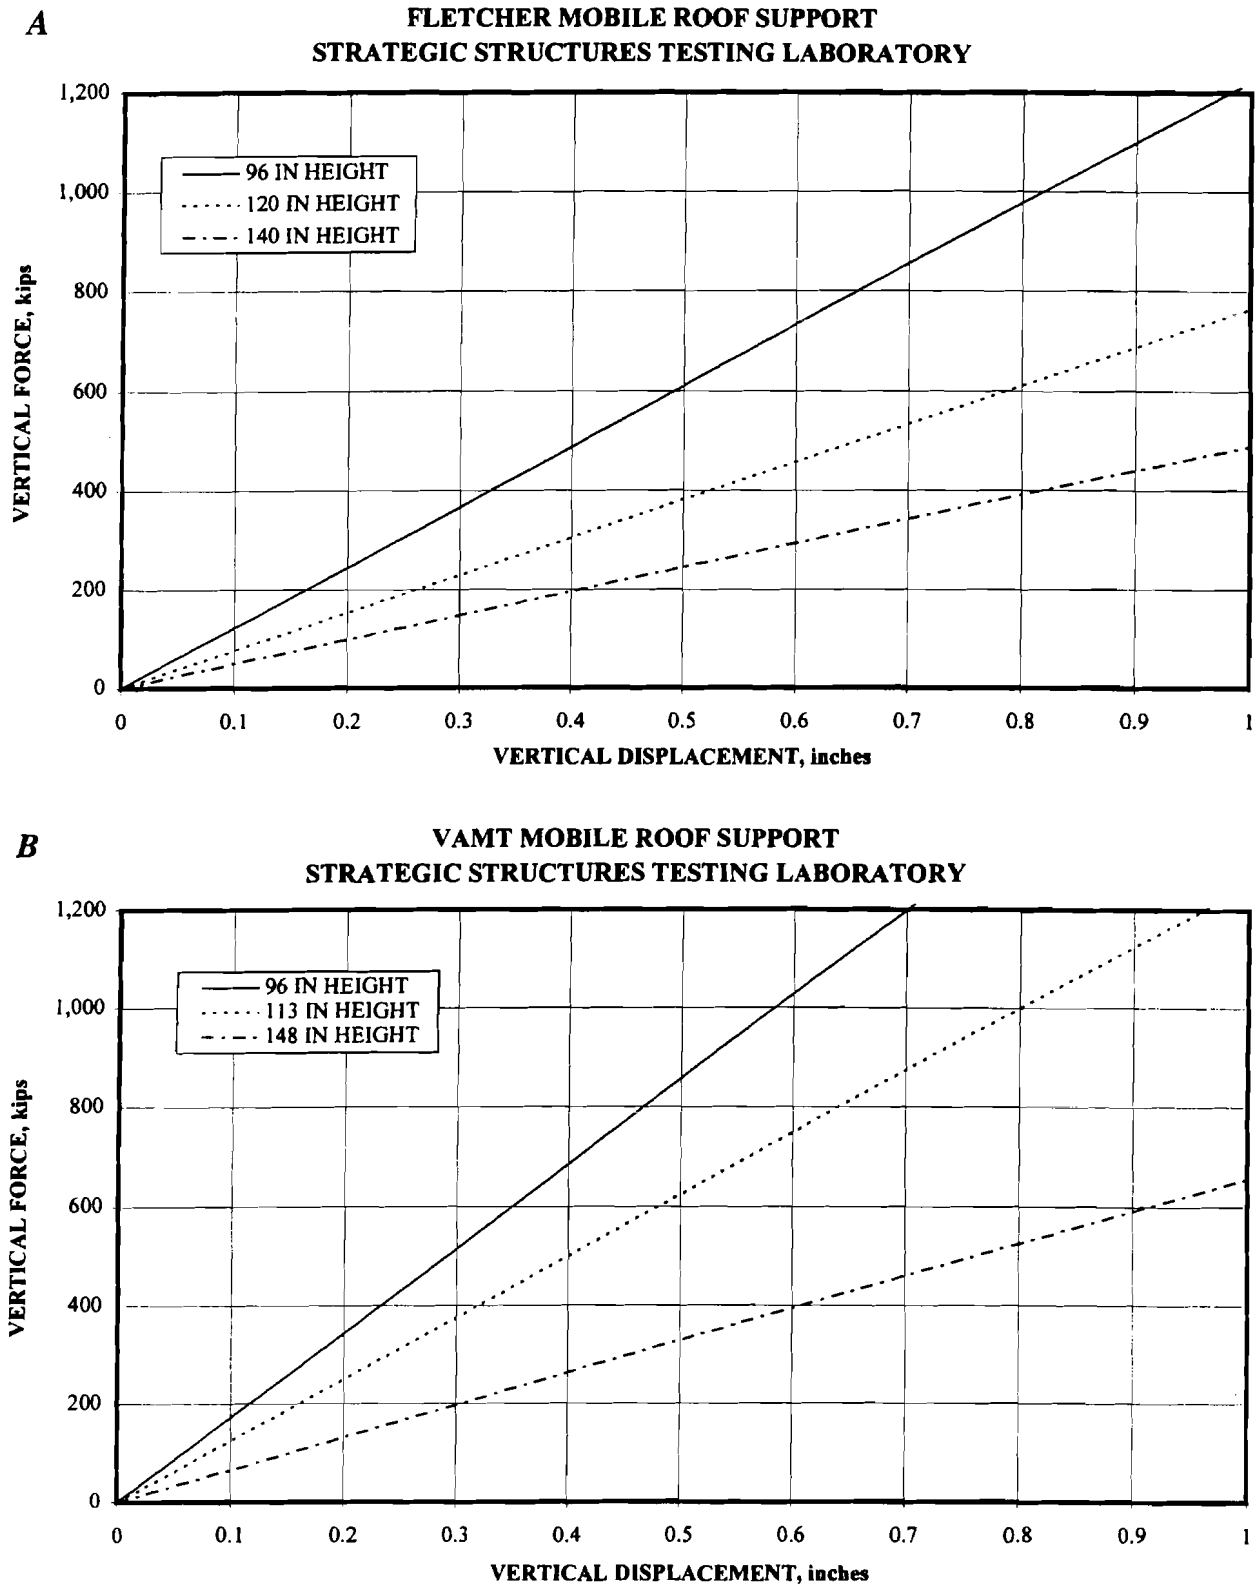 A
FLETCHER MOBILE ROOF SUPPORT
STRATEGIC STRUCTURES TESTING LABORATORY
1,200
1,000
800
600
400
200
0
VERTICAL FORCE, kips
96 IN HEIGHT
120 IN HEIGHT
140 IN HEIGHT
0 0.1 0.2 0.3 0.4 0.5 0.6 0.7 0.8 0.9 1
VERTICAL DISPLACEMENT, inches
B
VAMT MOBILE ROOF SUPPORT
STRATEGIC STRUCTURES TESTING LABORATORY
1,200
1,000
800
600
400
200
0
VERTICAL FORCE, kips
96 IN HEIGHT
113 IN HEIGHT
148 IN HEIGHT
0 0.1 0.2 0.3 0.4 0.5 0.6 0.7 0.8 0.9 1
VERTICAL DISPLACEMENT, inches